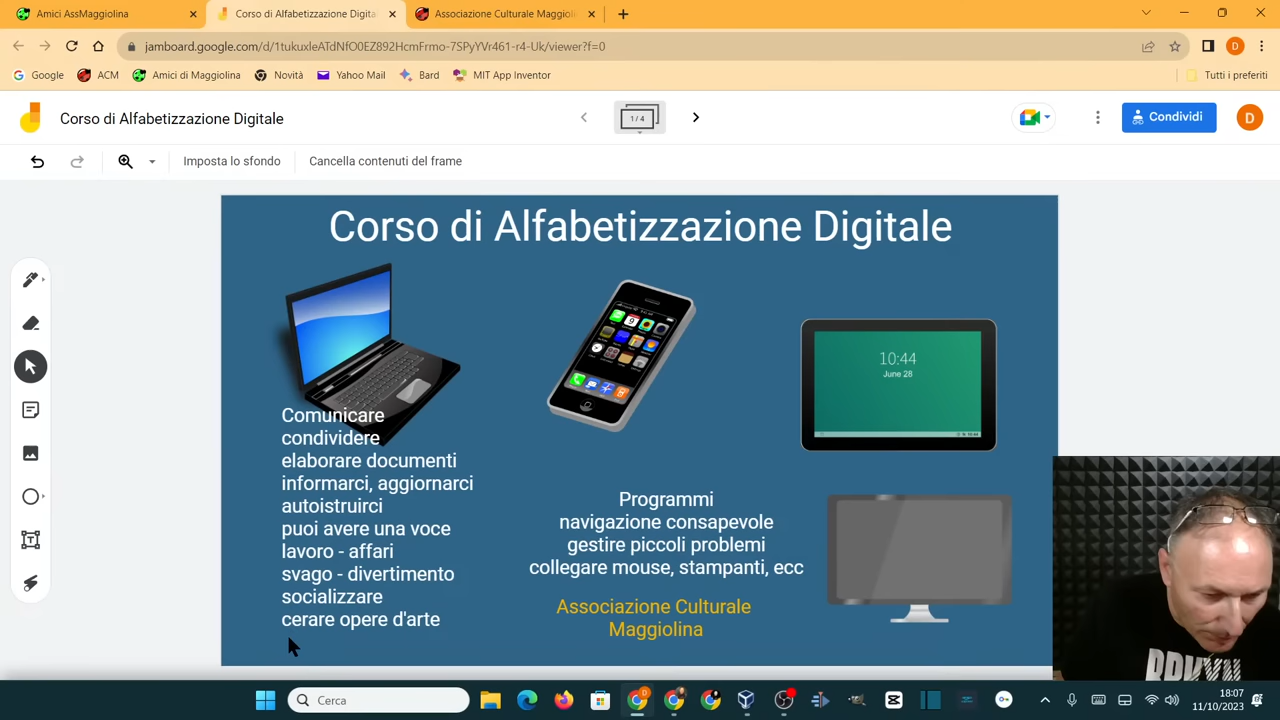 Amici AssMaggiolina
Corso di Alfabetizzazione Digita
Associazione Culturale Maggiolin
jamboard.google.com/d/1tukuxleATdNfO0EZ892HcmFrmo-7SPyYVr461-r4-Uk/viewer?f=0
D
Google
ACM
Amici di Maggiolina
Novità
Yahoo Mail
Bard
MIT App Inventor
Tutti i preferiti
Corso di Alfabetizzazione Digitale
1 / 4
Condividi
D
Imposta lo sfondo
Cancella contenuti del frame
Corso di Alfabetizzazione Digitale
10:44
June 28
Comunicare
condividere
elaborare documenti
informarci, aggiornarci
autoistruirci
puoi avere una voce
lavoro - affari
svago - divertimento
socializzare
cerare opere d'arte
Programmi
navigazione consapevole
gestire piccoli problemi
collegare mouse, stampanti, ecc
Associazione Culturale
Maggiolina
Cerca
18:07
11/10/2023